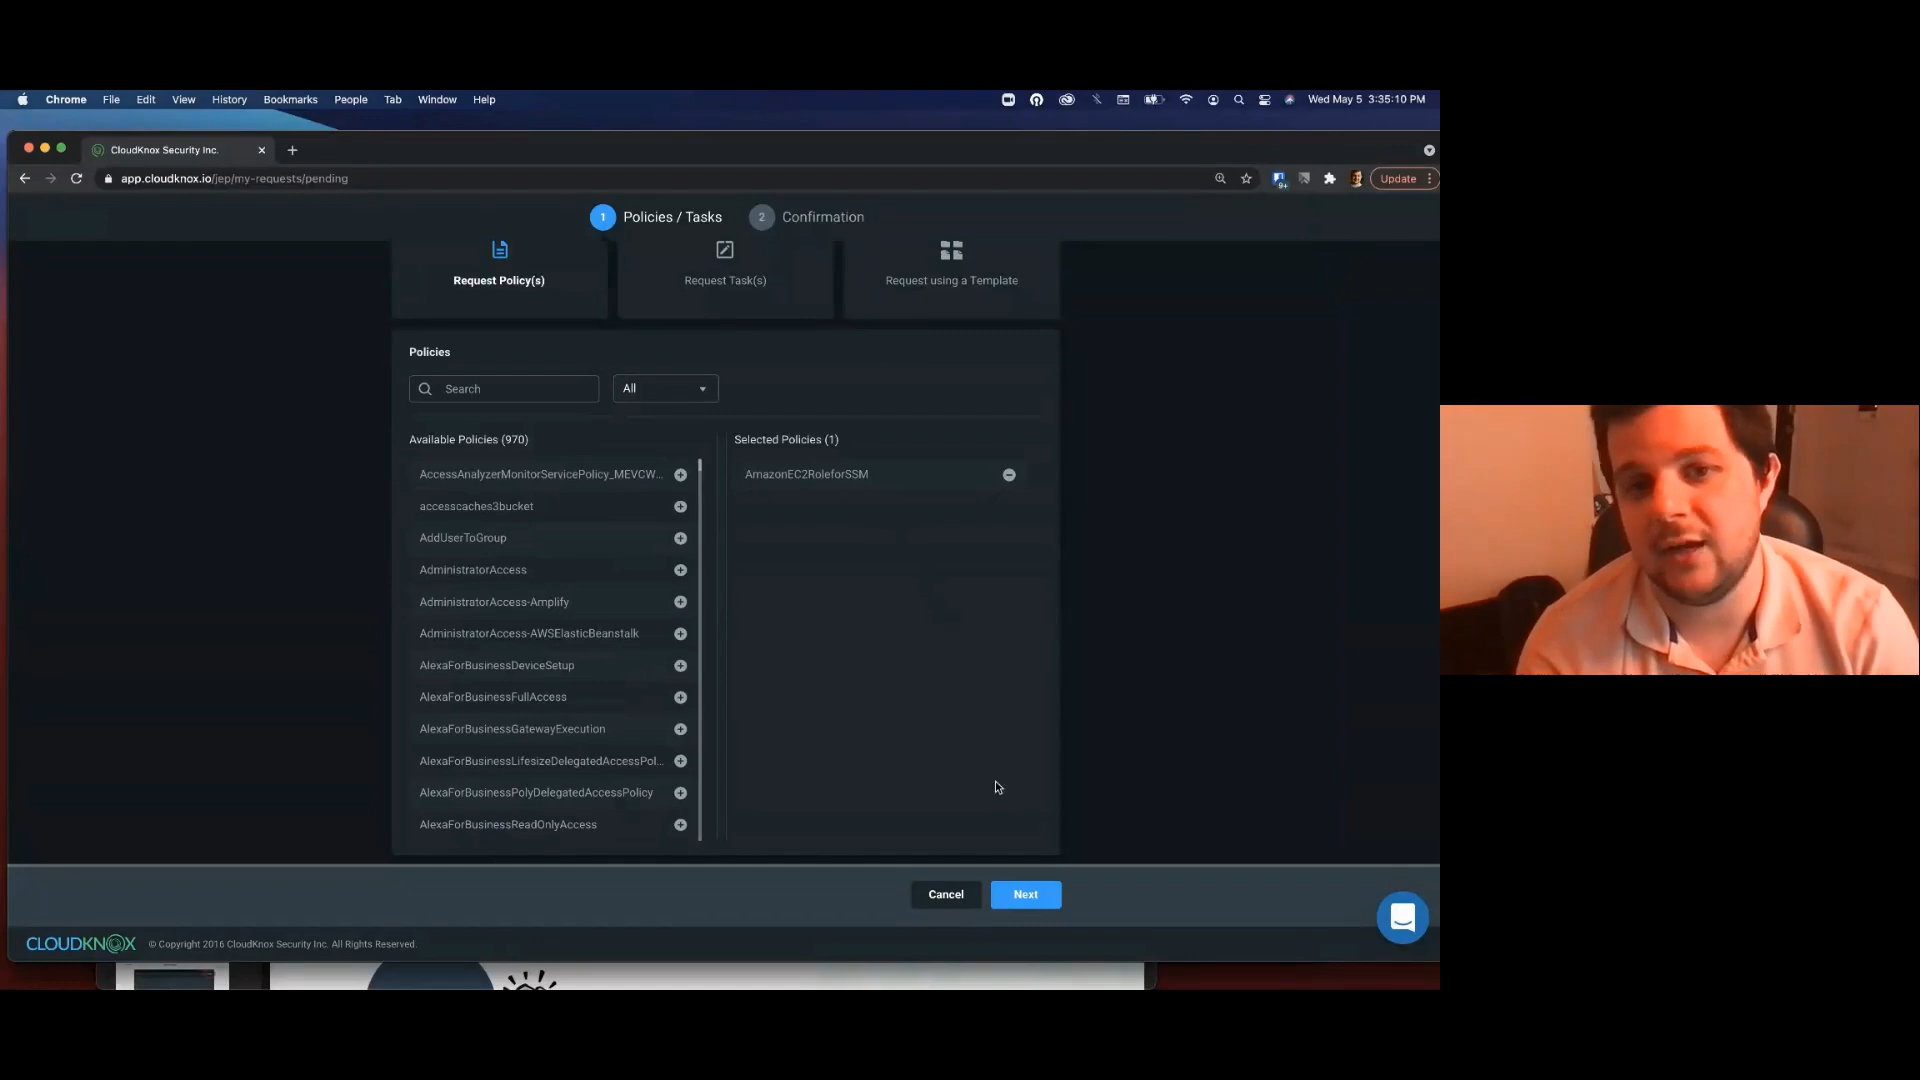 Chrome File Edit View History Bookmarks People Tab Window Help
Wed May 5 3:35:10 PM
CloudKnox Security Inc.
app.cloudknox.io/jep/my-requests/pending
9+
Update
1 Policies / Tasks 2 Confirmation
Request Policy(s) Request Task(s) Request using a Template
Policies
Search All
Available Policies (970) Selected Policies (1)
AccessAnalyzerMonitorServicePolicy_MEVCW... AmazonEC2RoleforSSM
accesscaches3bucket
AddUserToGroup
AdministratorAccess
AdministratorAccess-Amplify
AdministratorAccess-AWSElasticBeanstalk
AlexaForBusinessDeviceSetup
AlexaForBusinessFullAccess
AlexaForBusinessGatewayExecution
AlexaForBusinessLifesizeDelegatedAccessPol...
AlexaForBusinessPolyDelegatedAccessPolicy
AlexaForBusinessReadOnlyAccess
Cancel Next
CLOUDKNOX © Copyright 2016 CloudKnox Security Inc. All Rights Reserved.